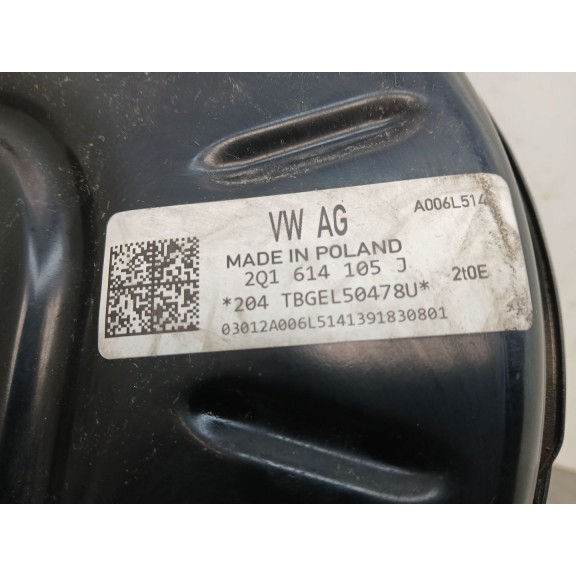 VW AG
A006L514
MADE IN POLAND
2Q1 614 105 J
2t0E
*204 TBGEL50478U*
03012A006L5141391830801